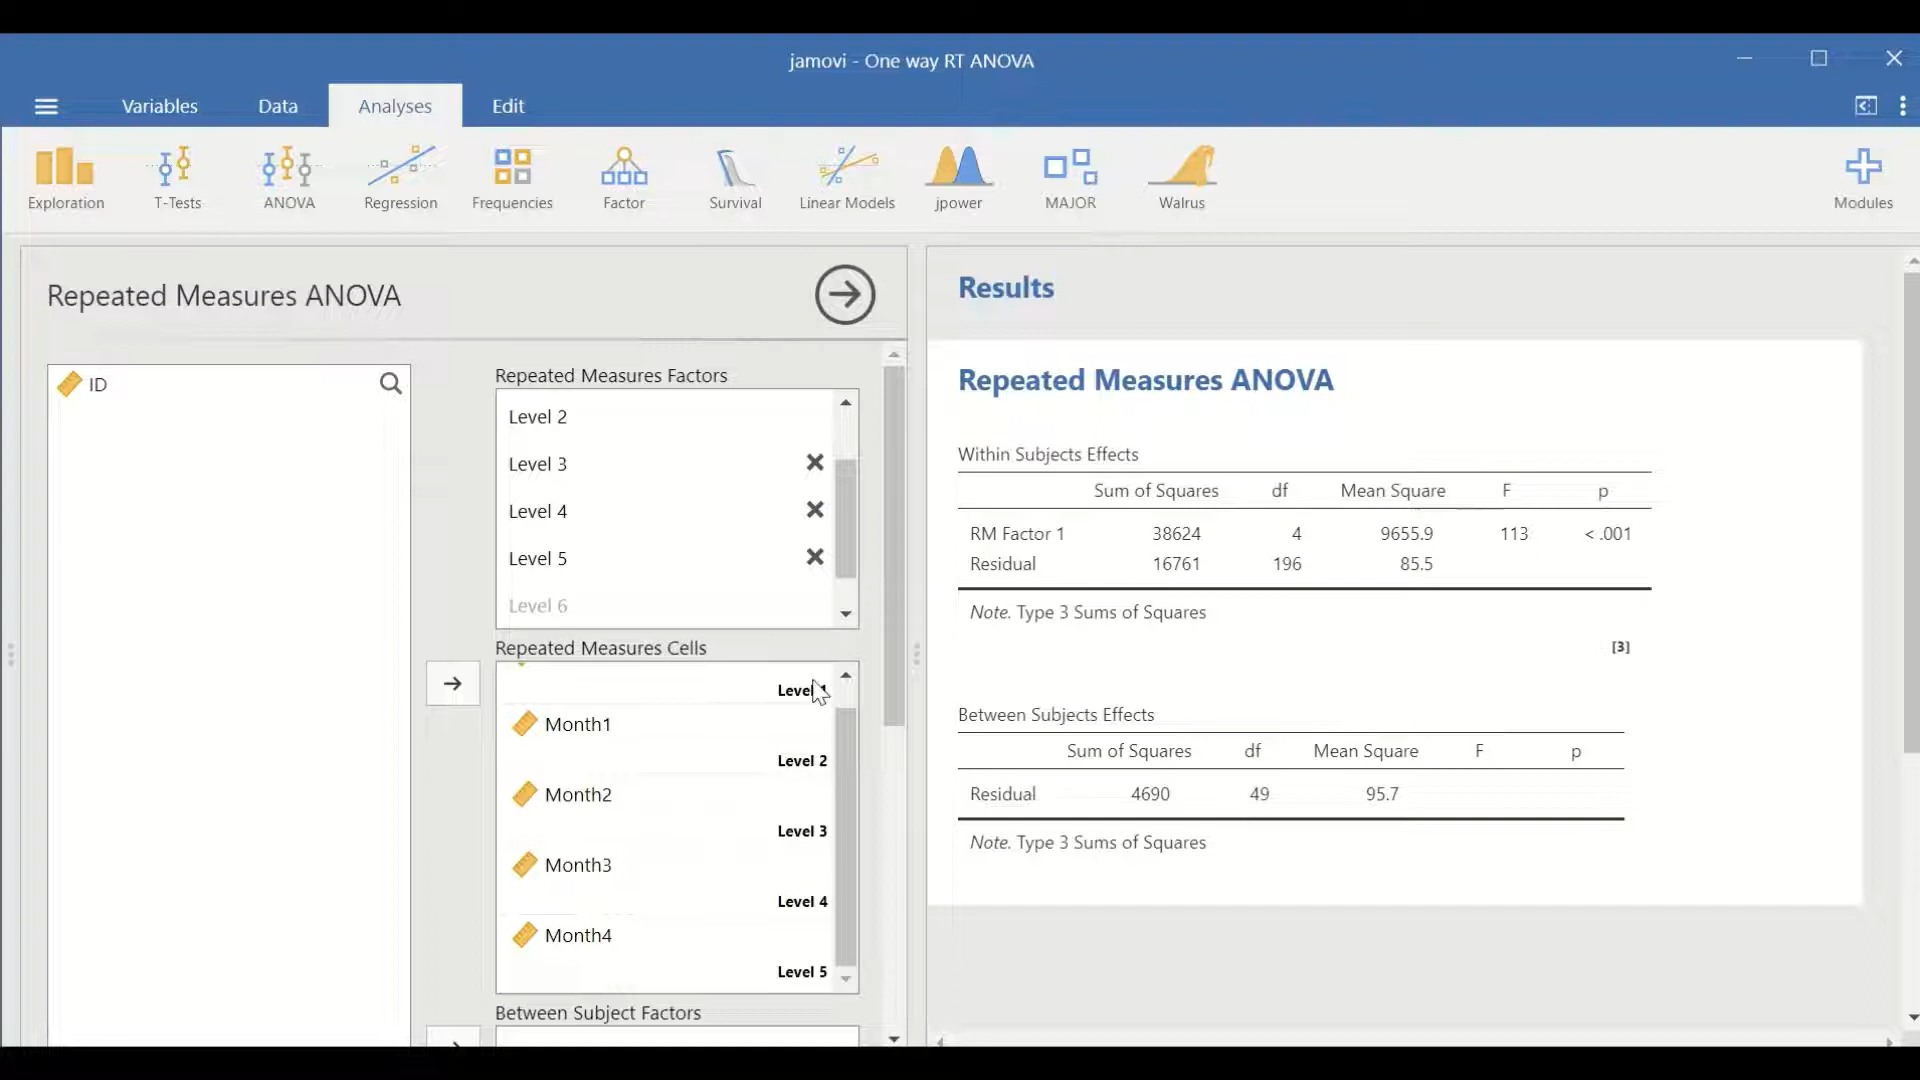 jamovi - One way RT ANOVA
Variables Data Analyses Edit
Exploration T-Tests ANOVA Regression Frequencies Factor Survival Linear Models jpower MAJOR Walrus Modules
Repeated Measures ANOVA
ID
Repeated Measures Factors
Level 2
Level 3
Level 4
Level 5
Level 6
Repeated Measures Cells
Level
Month1
Level 2
Month2
Level 3
Month3
Level 4
Month4
Level 5
Between Subject Factors
Results
Repeated Measures ANOVA
Within Subjects Effects
Sum of Squares df Mean Square F p
RM Factor 1 38624 4 9655.9 113 < .001
Residual 16761 196 85.5
Note. Type 3 Sums of Squares
[3]
Between Subjects Effects
Sum of Squares df Mean Square F p
Residual 4690 49 95.7
Note. Type 3 Sums of Squares